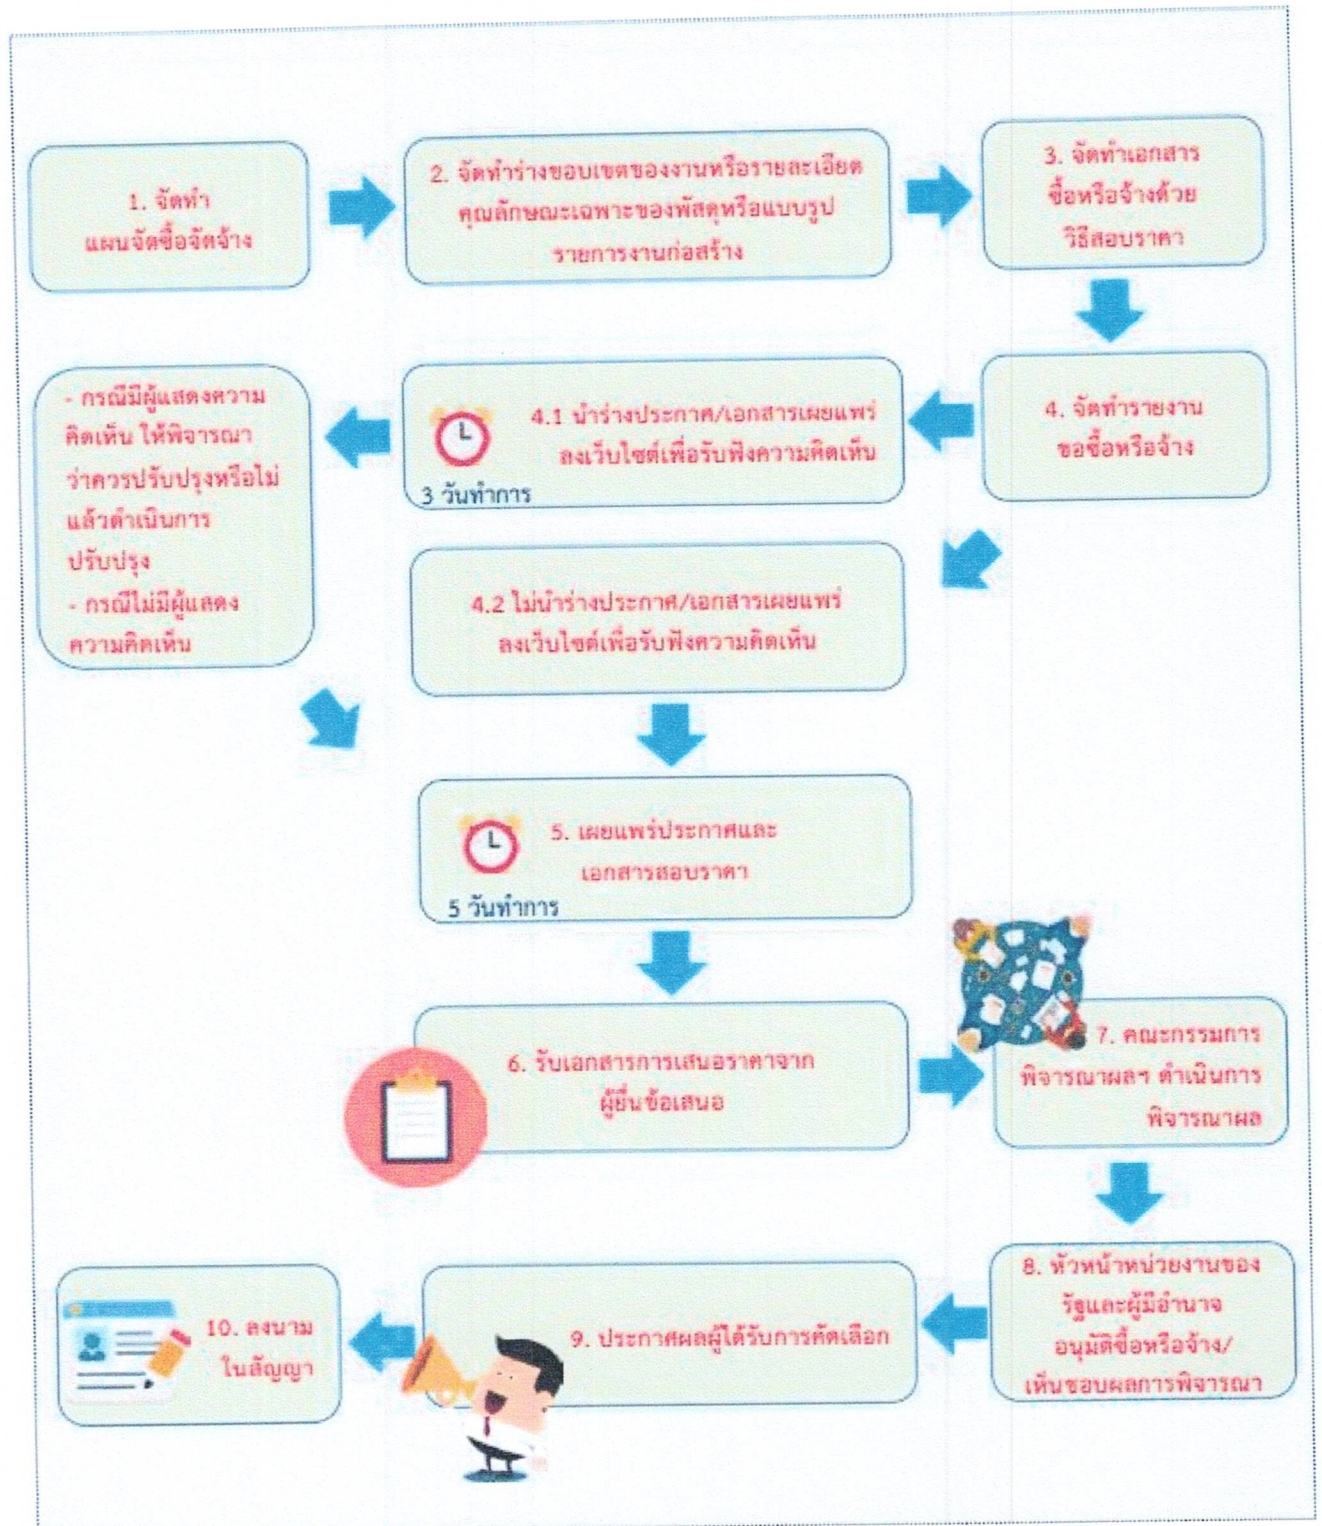 1. จัดทำ
แผนจัดซื้อจัดจ้าง
2. จัดทำร่างขอบเขตของงานหรือรายละเอียด
คุณลักษณะเฉพาะของพัสดุหรือแบบรูป
รายการงานก่อสร้าง
3. จัดทำเอกสาร
ซื้อหรือจ้างด้วย
วิธีสอบราคา
4. จัดทำรายงาน
ขอซื้อหรือจ้าง
4.1 นำร่างประกาศ/เอกสารเผยแพร่
ลงเว็บไซต์เพื่อรับฟังความคิดเห็น
3 วันทำการ
- กรณีมีผู้แสดงความ
คิดเห็น ให้พิจารณา
ว่าควรปรับปรุงหรือไม่
แล้วดำเนินการ
ปรับปรุง
- กรณีไม่มีผู้แสดง
ความคิดเห็น
4.2 ไม่นำร่างประกาศ/เอกสารเผยแพร่
ลงเว็บไซต์เพื่อรับฟังความคิดเห็น
5. เผยแพร่ประกาศและ
เอกสารสอบราคา
5 วันทำการ
6. รับเอกสารการเสนอราคาจาก
ผู้ยื่นข้อเสนอ
7. คณะกรรมการ
พิจารณาผลฯ ดำเนินการ
พิจารณาผล
8. หัวหน้าหน่วยงานของ
รัฐและผู้มีอำนาจ
อนุมัติซื้อหรือจ้าง/
เห็นชอบผลการพิจารณา
9. ประกาศผลผู้ได้รับการคัดเลือก
10. ลงนาม
ในสัญญา